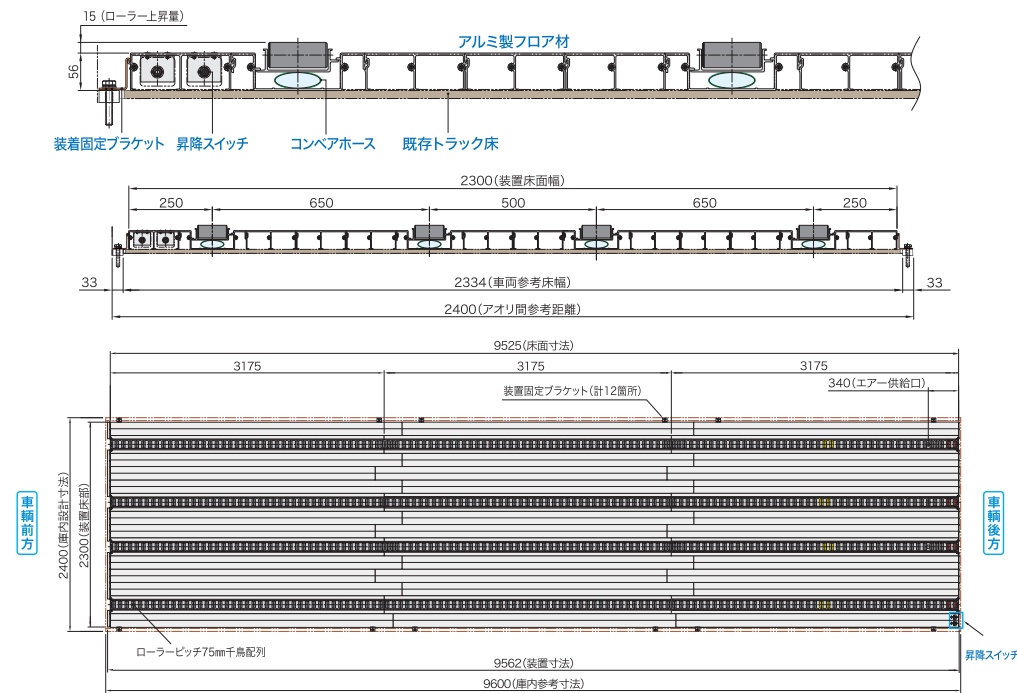 15（ローラー上昇量）
アルミ製フロア材
56
装着固定ブラケット
昇降スイッチ
コンベアホース
既存トラック床
2300（装置床面幅）
250
650
500
650
250
33
2334（車両参考床幅）
33
2400（アオリ間参考距離）
9525（床面寸法）
3175
3175
3175
装置固定ブラケット（計12箇所）
340（エアー供給口）
車輌前方
2400（庫内設計寸法）
2300（装置床部）
車輌後方
ローラーピッチ75mm千鳥配列
昇降スイッチ
9562（装置寸法）
9600（庫内参考寸法）